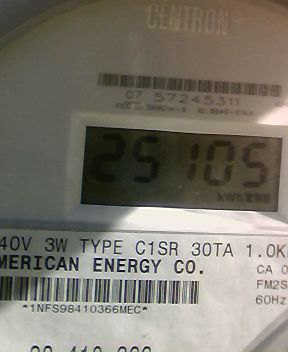 CENTRON®
07 57245311
25105
kWh
40V 3W TYPE C1SR 30TA 1.0K
MERICAN ENERGY CO.
CA 0
FM2S
60Hz
*1NFS98410366MEC*